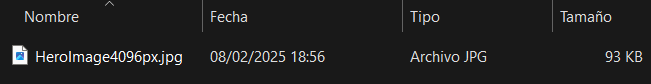 Nombre Fecha Tipo Tamaño
HeroImage4096px.jpg 08/02/2025 18:56 Archivo JPG 93 KB